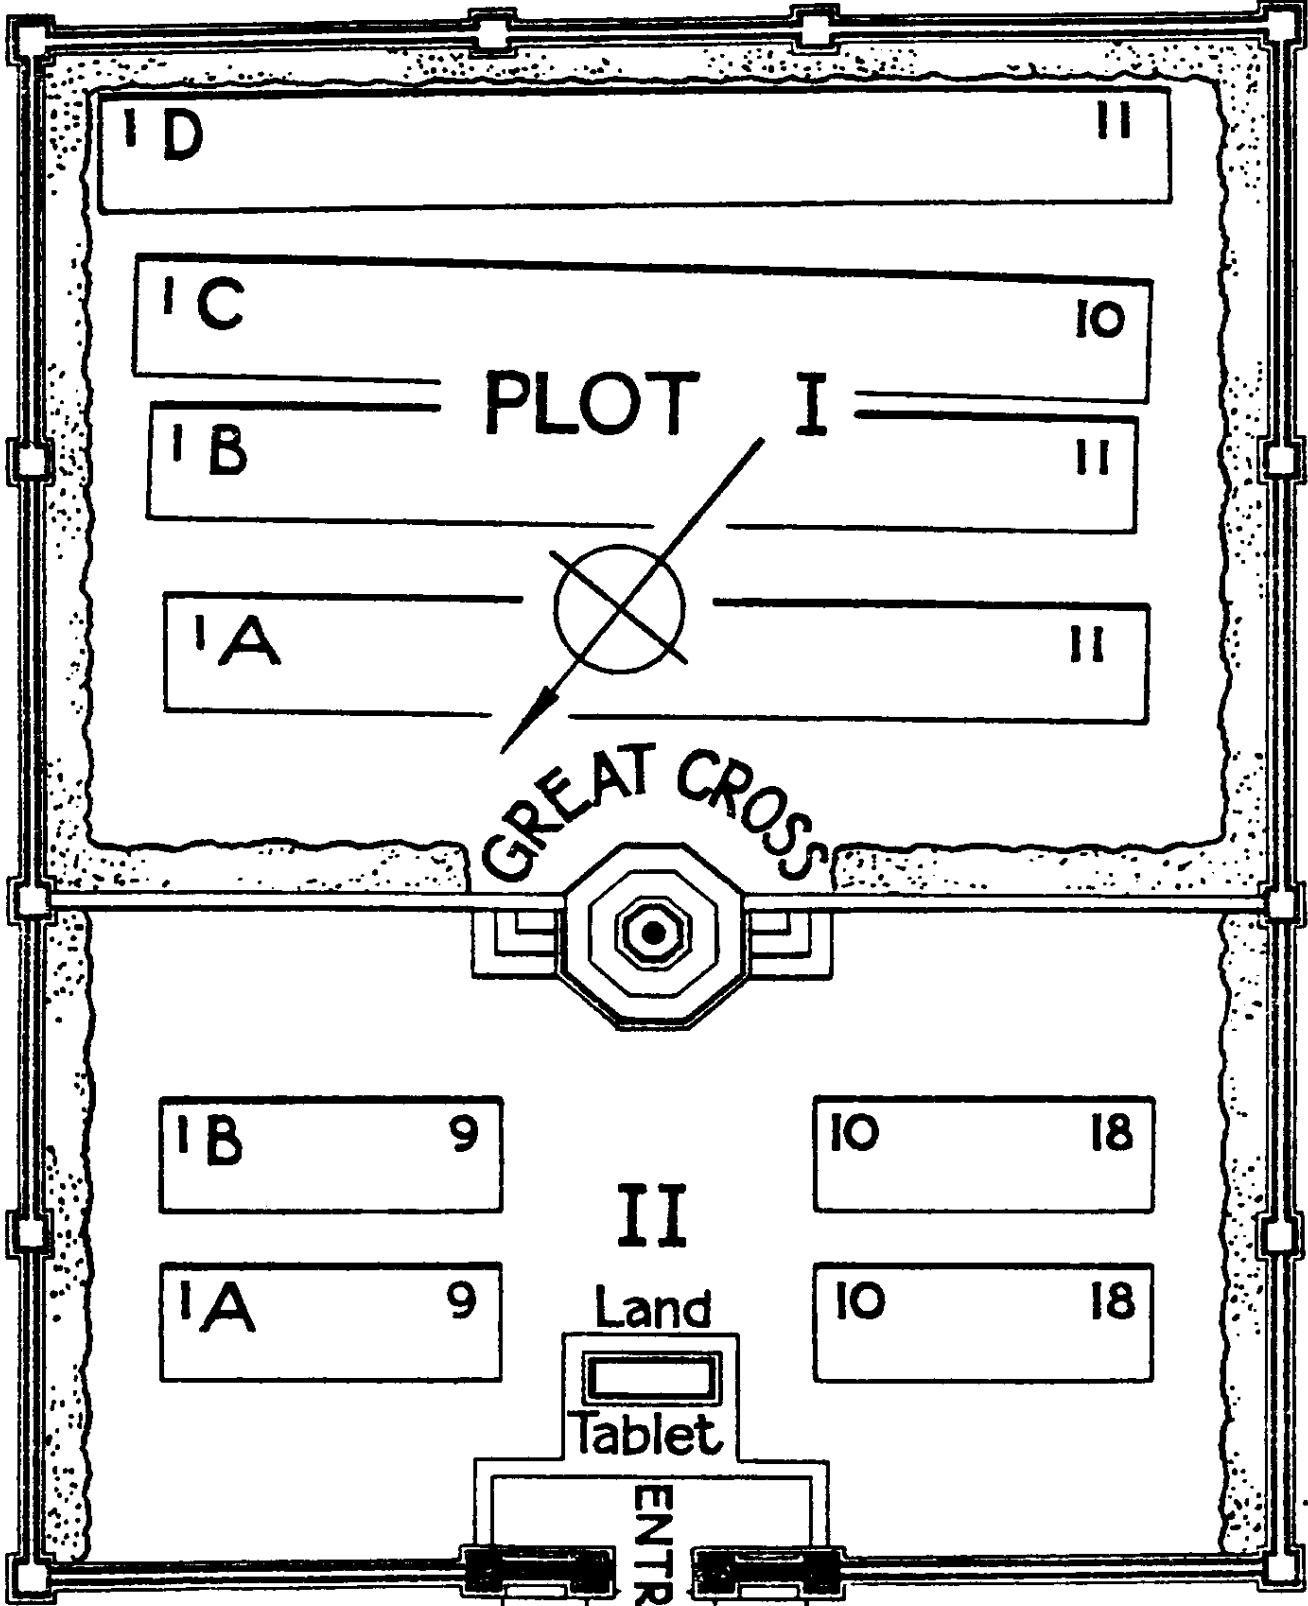 1 D 11
1 C 10
PLOT I
1 B 11
1 A 11
GREAT CROSS
1 B 9 10 18
II
1 A 9 10 18
Land
Tablet
ENTR